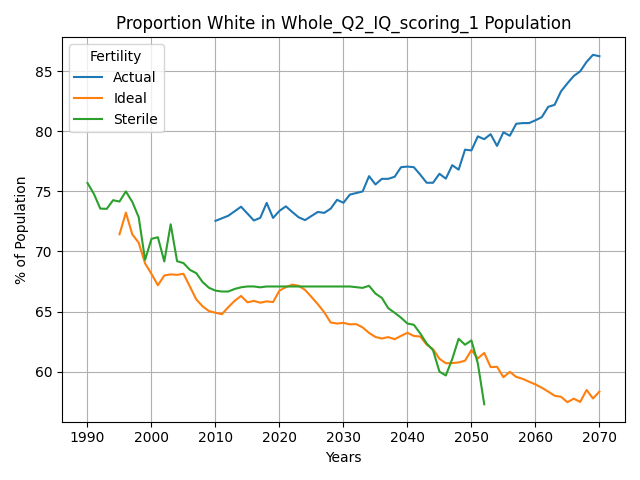 Proportion White in Whole_Q2_IQ_scoring_1 Population
Fertility
Actual
Ideal
Sterile
% of Population
85
80
75
70
65
60
1990 2000 2010 2020 2030 2040 2050 2060 2070
Years